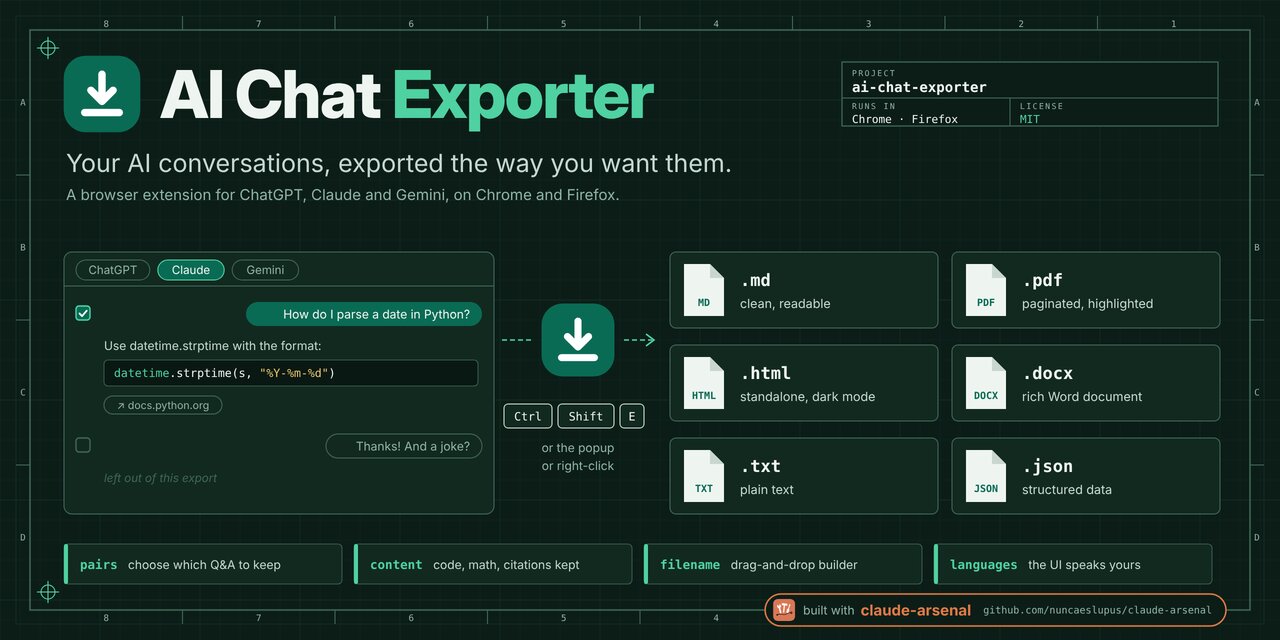 8 7 6 5 4 3 2 1
A A
AI Chat Exporter
PROJECT
ai-chat-exporter
RUNS IN
Chrome · Firefox
LICENSE
MIT
Your AI conversations, exported the way you want them.
A browser extension for ChatGPT, Claude and Gemini, on Chrome and Firefox.
B B
ChatGPT Claude Gemini
How do I parse a date in Python?
Use datetime.strptime with the format:
datetime.strptime(s, "%Y-%m-%d")
↗ docs.python.org
Thanks! And a joke?
left out of this export
Ctrl Shift E
or the popup
or right-click
MD
.md
clean, readable
PDF
.pdf
paginated, highlighted
HTML
.html
standalone, dark mode
DOCX
.docx
rich Word document
C C
TXT
.txt
plain text
JSON
.json
structured data
D D
pairs choose which Q&A to keep
content code, math, citations kept
filename drag-and-drop builder
languages the UI speaks yours
8 7 6 5 4
built with claude-arsenal github.com/nuncaeslupus/claude-arsenal